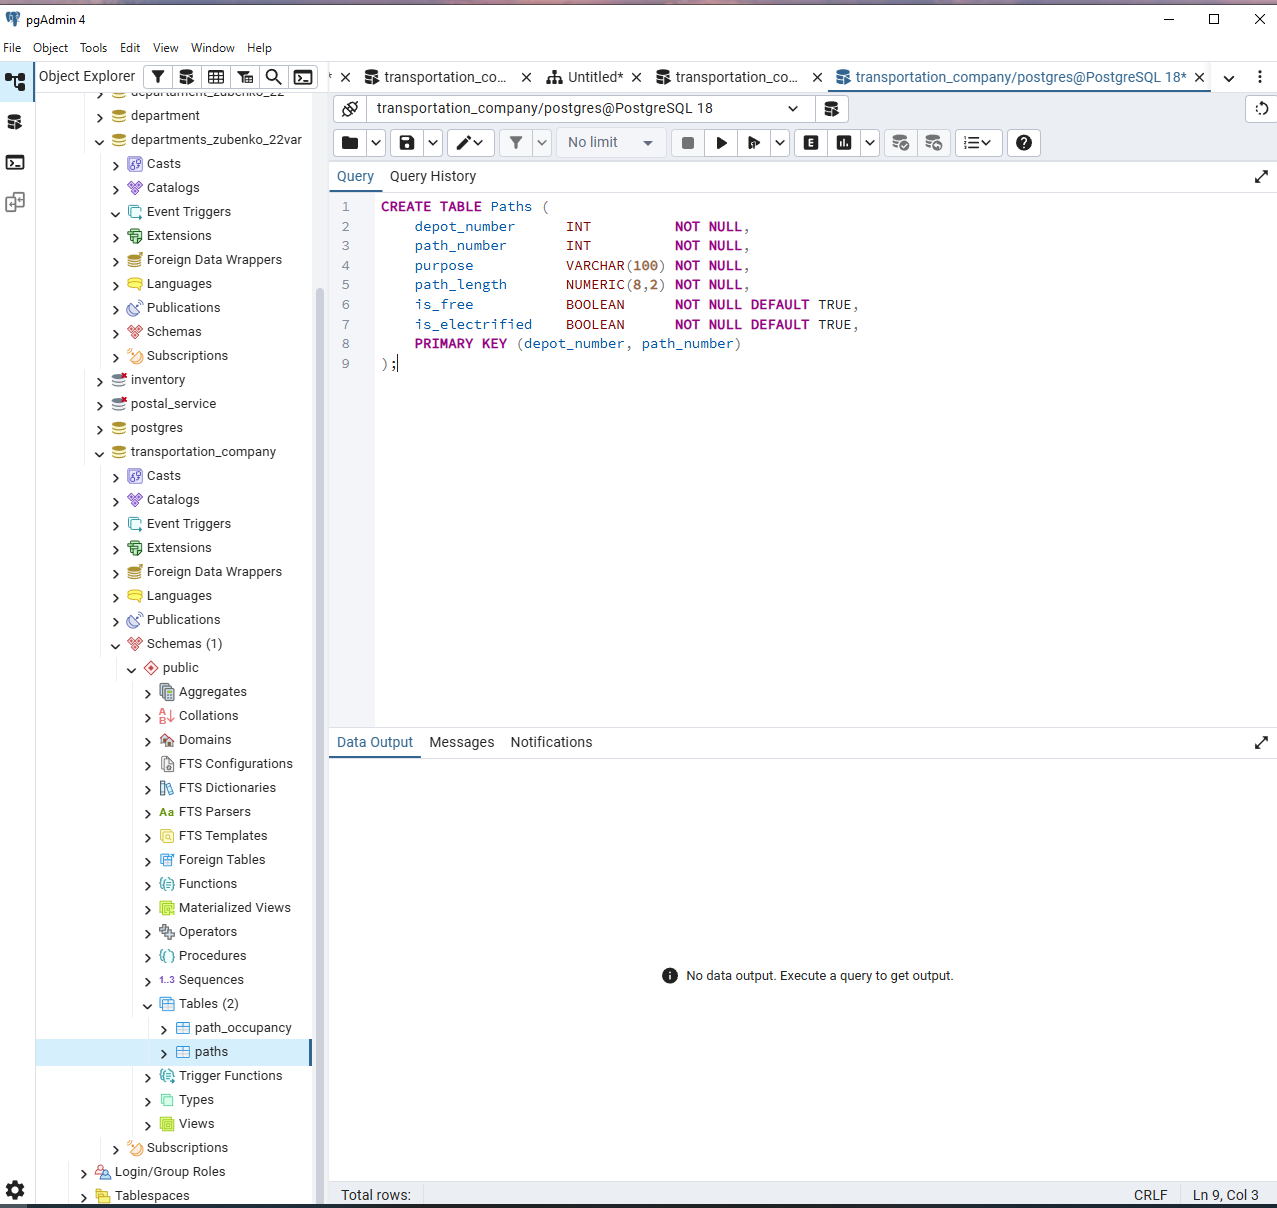 pgAdmin 4
File Object Tools Edit View Window Help
Object Explorer
* transportation_co... Untitled* transportation_co... transportation_company/postgres@PostgreSQL 18*
transportation_company/postgres@PostgreSQL 18
No limit
E
Query Query History
1 CREATE TABLE Paths (
2 depot_number INT NOT NULL,
3 path_number INT NOT NULL,
4 purpose VARCHAR(100) NOT NULL,
5 path_length NUMERIC(8,2) NOT NULL,
6 is_free BOOLEAN NOT NULL DEFAULT TRUE,
7 is_electrified BOOLEAN NOT NULL DEFAULT TRUE,
8 PRIMARY KEY (depot_number, path_number)
9 );
departament_zubenko_22
department
departments_zubenko_22var
Casts
Catalogs
Event Triggers
Extensions
Foreign Data Wrappers
Languages
Publications
Schemas
Subscriptions
inventory
postal_service
postgres
transportation_company
Casts
Catalogs
Event Triggers
Extensions
Foreign Data Wrappers
Languages
Publications
Schemas (1)
public
Aggregates
Collations
Domains
FTS Configurations
FTS Dictionaries
Aa FTS Parsers
FTS Templates
Foreign Tables
Functions
Materialized Views
Operators
Procedures
1..3 Sequences
Tables (2)
path_occupancy
paths
Trigger Functions
Types
Views
Subscriptions
Login/Group Roles
Tablespaces
Data Output Messages Notifications
No data output. Execute a query to get output.
Total rows:
CRLF Ln 9, Col 3